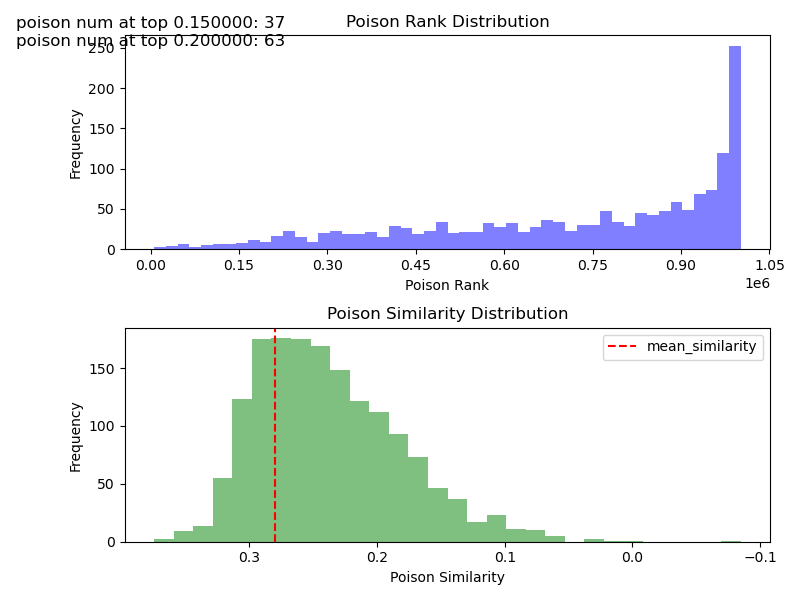 poison num at top 0.150000: 37
poison num at top 0.200000: 63
Poison Rank Distribution
250
200
150
100
50
0
Frequency
0.00 0.15 0.30 0.45 0.60 0.75 0.90 1.05
1e6
Poison Rank
Poison Similarity Distribution
mean_similarity
150
100
50
0
Frequency
0.3 0.2 0.1 0.0 −0.1
Poison Similarity